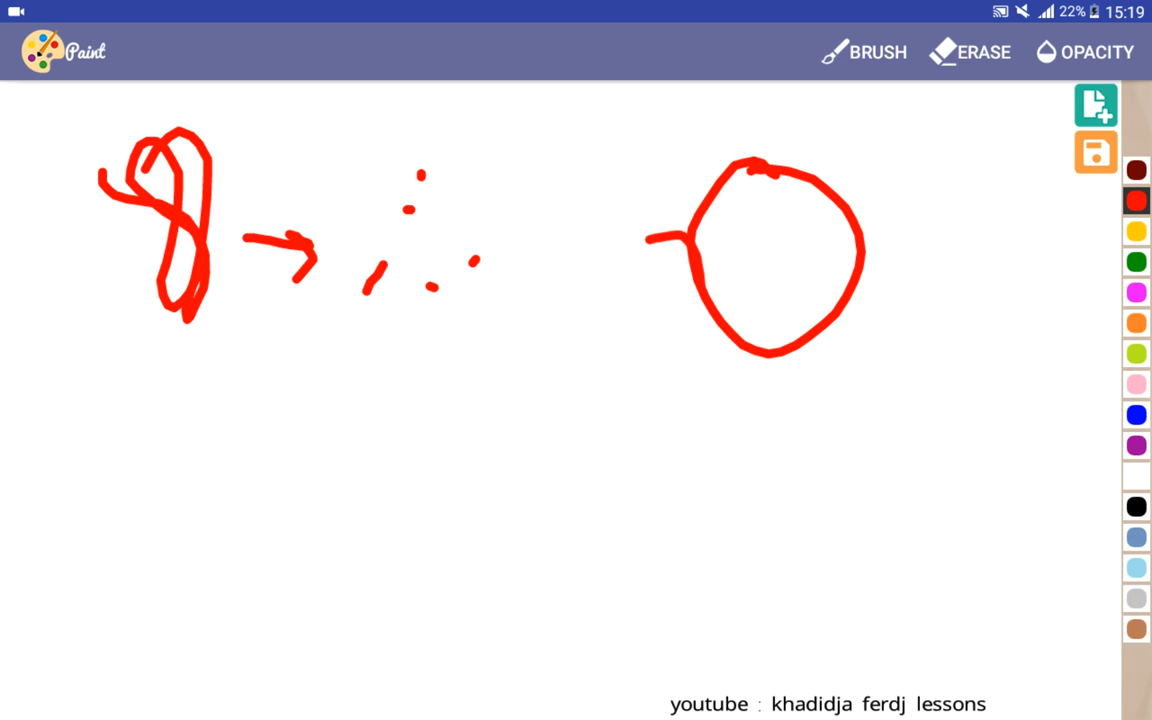 22% 15:19
Paint BRUSH ERASE OPACITY
youtube : khadidja ferdj lessons